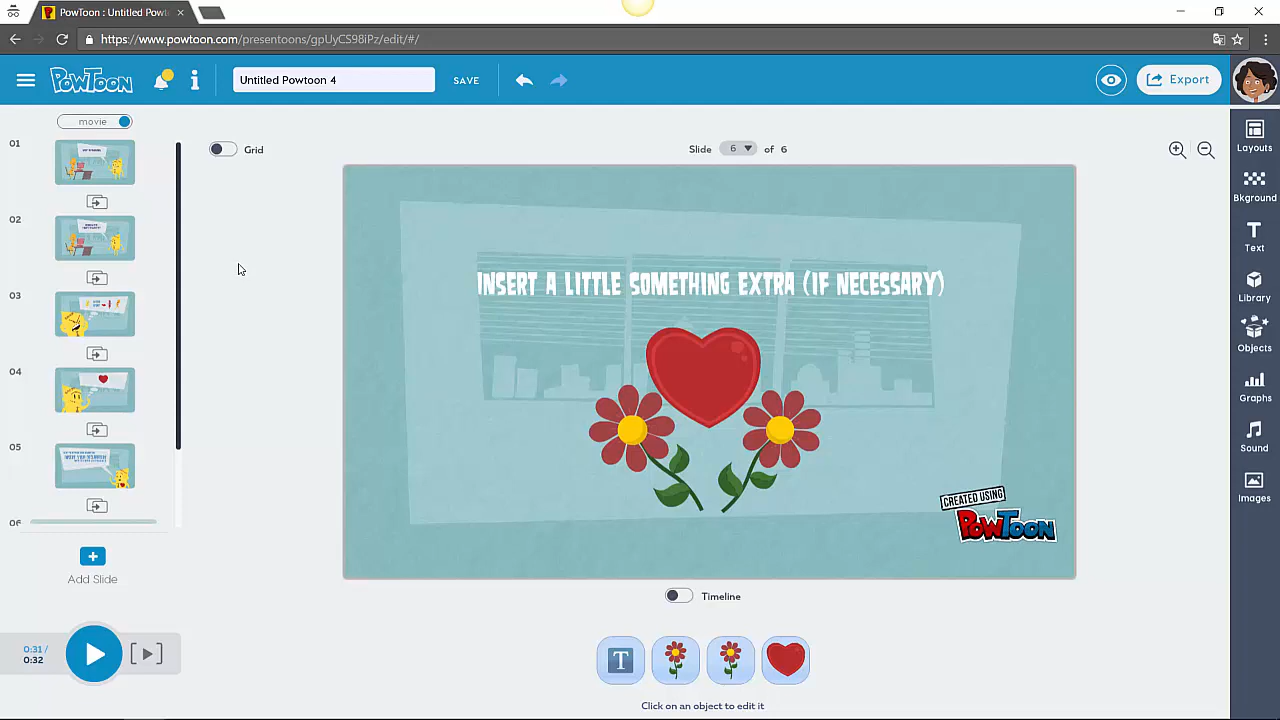 PowToon : Untitled Powt
https://www.powtoon.com/presentoons/gpUyCS98iPz/edit/#/
POWTOON
Untitled Powtoon 4
SAVE
Export
movie
Grid
Slide 6 of 6
01
02
03
04
05
06
INSERT A LITTLE SOMETHING EXTRA (IF NECESSARY)
CREATED USING
POWTOON
Layouts
Bkground
Text
Library
Objects
Graphs
Sound
Images
Add Slide
Timeline
0:31 /
0:32
T
Click on an object to edit it